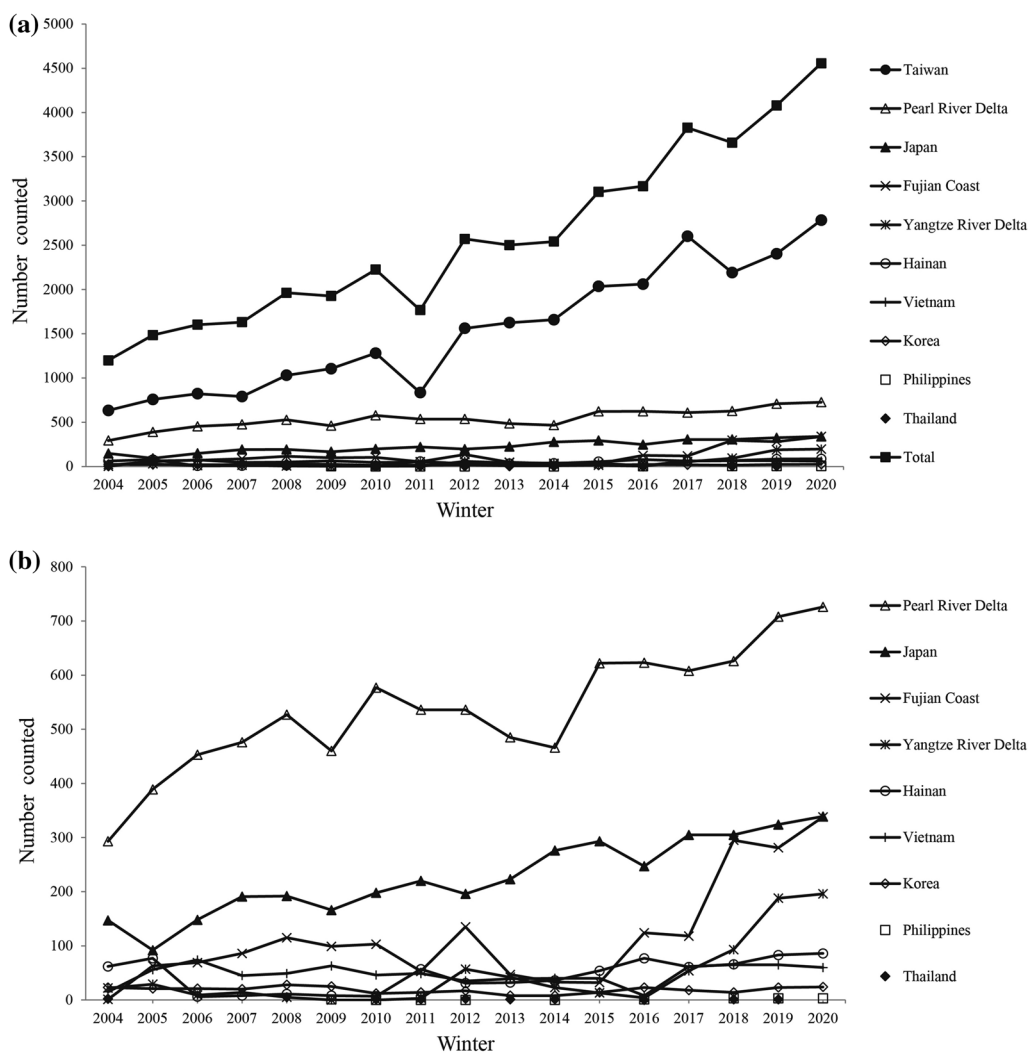 (a)
5000
4500
4000
3500
3000
2500
2000
1500
1000
500
0
Number counted
2004 2005 2006 2007 2008 2009 2010 2011 2012 2013 2014 2015 2016 2017 2018 2019 2020
Winter
Taiwan
Pearl River Delta
Japan
Fujian Coast
Yangtze River Delta
Hainan
Vietnam
Korea
Philippines
Thailand
Total
(b)
800
700
600
500
400
300
200
100
0
Number counted
2004 2005 2006 2007 2008 2009 2010 2011 2012 2013 2014 2015 2016 2017 2018 2019 2020
Winter
Pearl River Delta
Japan
Fujian Coast
Yangtze River Delta
Hainan
Vietnam
Korea
Philippines
Thailand